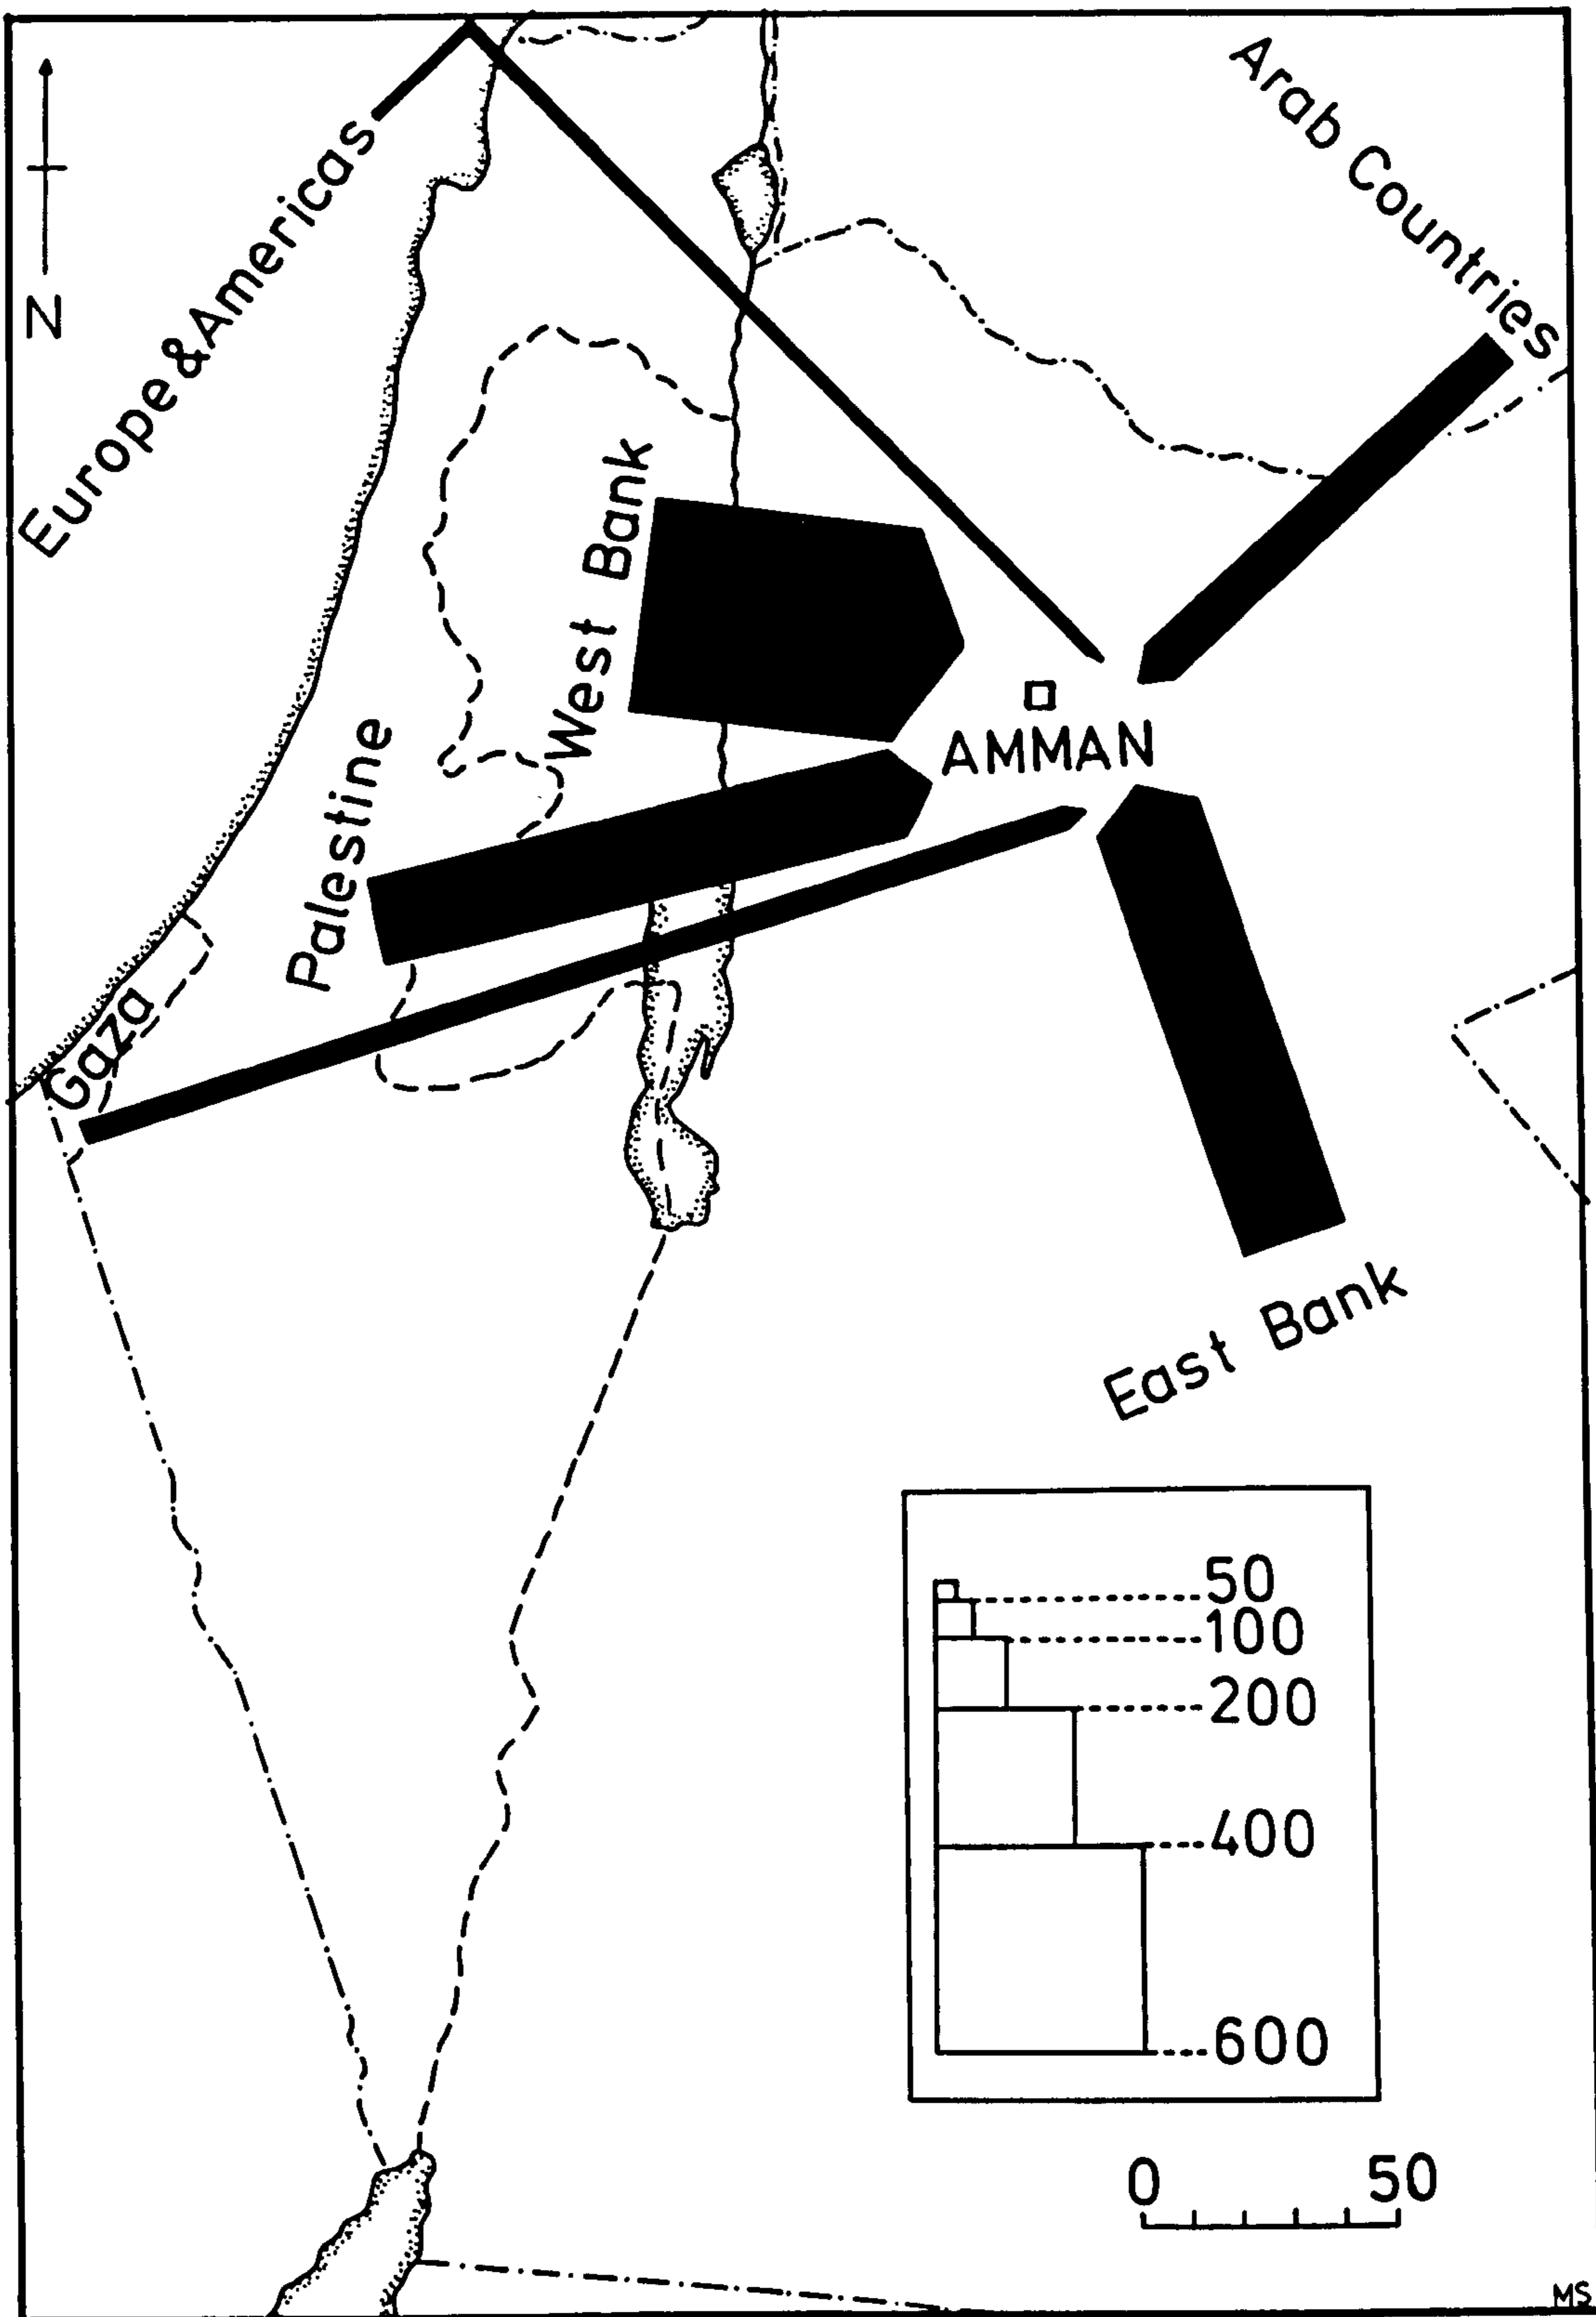 Arab Countries
Europe & Americas
N
West Bank
AMMAN
Palestine
Gaza
East Bank
50
100
200
400
600
0 50
MS